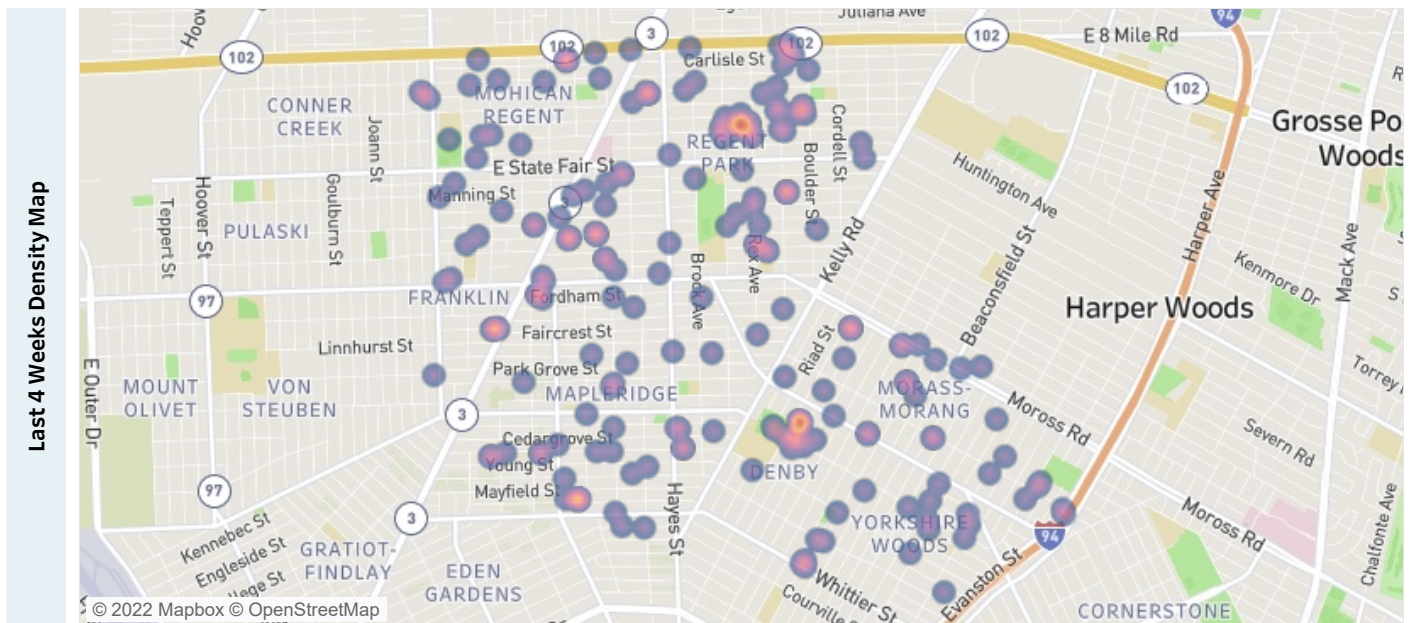 Last 4 Weeks Density Map
Juliana Ave
94
3
102
102
102
102
102
E 8 Mile Rd
Carlisle St
CONNER
CREEK
MOHICAN
REGENT
Grosse Po
Woods
Joann St
Cordell St
Boulder St
REGENT
PARK
E State Fair St
Huntington Ave
Hoover St
Goulburn St
Teppert St
Manning St
3
PULASKI
Rex Ave
Kelly Rd
Beaconsfield St
Harper Ave
Mack Ave
Kenmore Dr
97
FRANKLIN
Fordham St
Brock Ave
Harper Woods
Linnhurst St
Faircrest St
Riad St
E Outer Dr
MOUNT
OLIVET
VON
STEUBEN
Park Grove St
MAPLERIDGE
MORASS-
MORANG
Torrey
3
Moross Rd
Severn Rd
Cedargrove St
Young St
DENBY
97
Mayfield St
Hayes St
3
Kennebec St
Engleside St
llege St
GRATIOT-
FINDLAY
EDEN
GARDENS
YORKSHIRE
WOODS
94
Moross Rd
Chalfonte Ave
Whittier St
Courville
Evanston St
CORNERSTONE
© 2022 Mapbox © OpenStreetMap